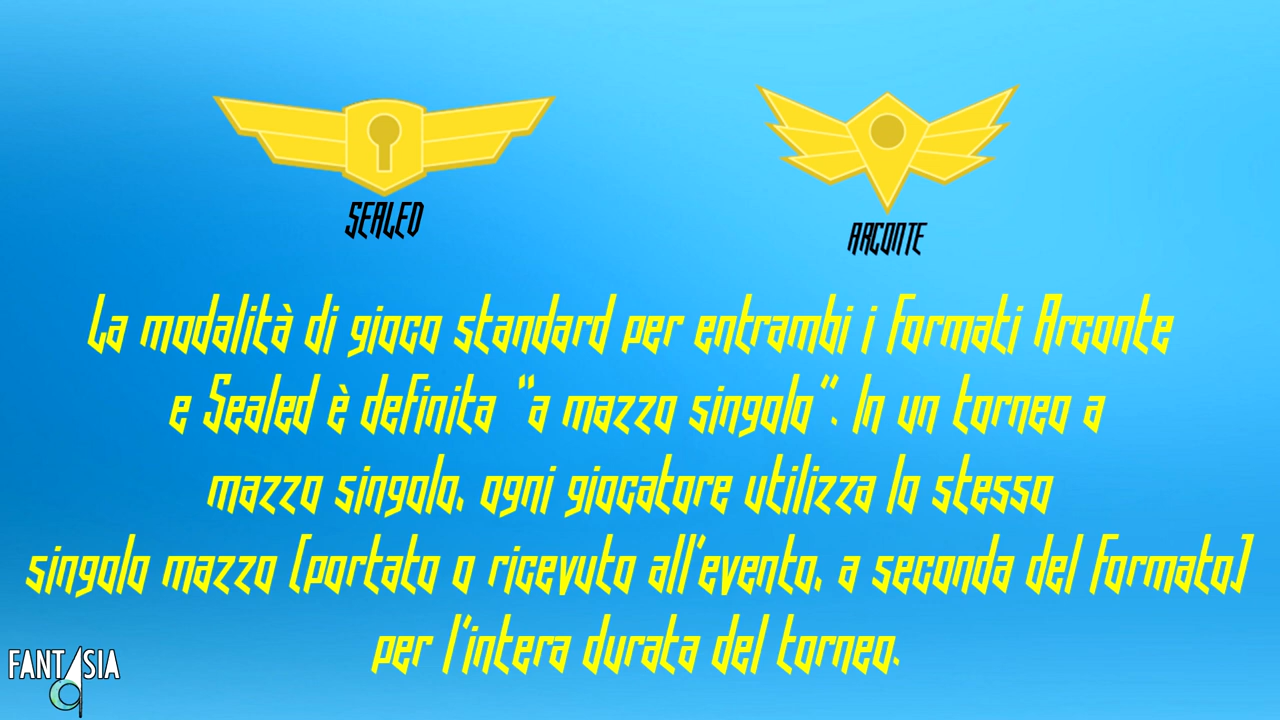 SEALED
ARCONTE
La modalità di gioco standard per entrambi i formati Arconte
e Sealed è definita "a mazzo singolo". In un torneo a
mazzo singolo, ogni giocatore utilizza lo stesso
singolo mazzo (portato o ricevuto all'evento, a seconda del formato)
per l'intera durata del torneo.
FANTASIA